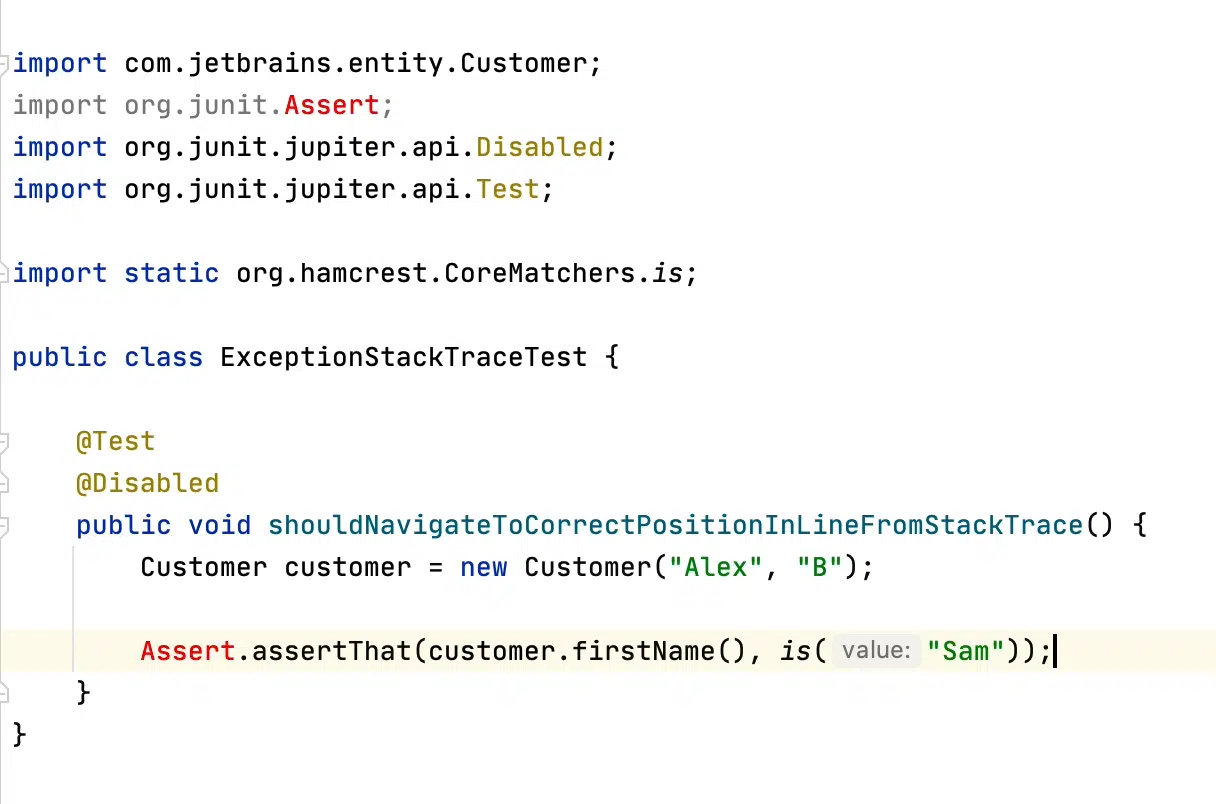 import com.jetbrains.entity.Customer;
import org.junit.Assert;
import org.junit.jupiter.api.Disabled;
import org.junit.jupiter.api.Test;
import static org.hamcrest.CoreMatchers.is;
public class ExceptionStackTraceTest {
@Test
@Disabled
public void shouldNavigateToCorrectPositionInLineFromStackTrace() {
Customer customer = new Customer("Alex", "B");
Assert.assertThat(customer.firstName(), is( value: "Sam"));
}
}